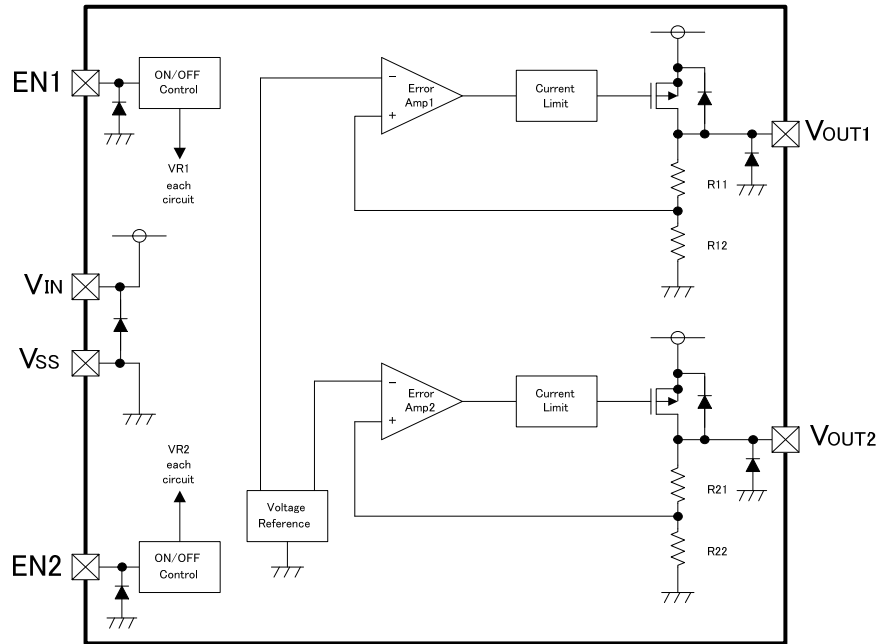 EN1
ON/OFF
Control
VR1
each
circuit
−
+
Error
Amp1
Current
Limit
VOUT1
R11
R12
VIN
VSS
−
+
Error
Amp2
Current
Limit
VOUT2
R21
R22
VR2
each
circuit
Voltage
Reference
EN2
ON/OFF
Control